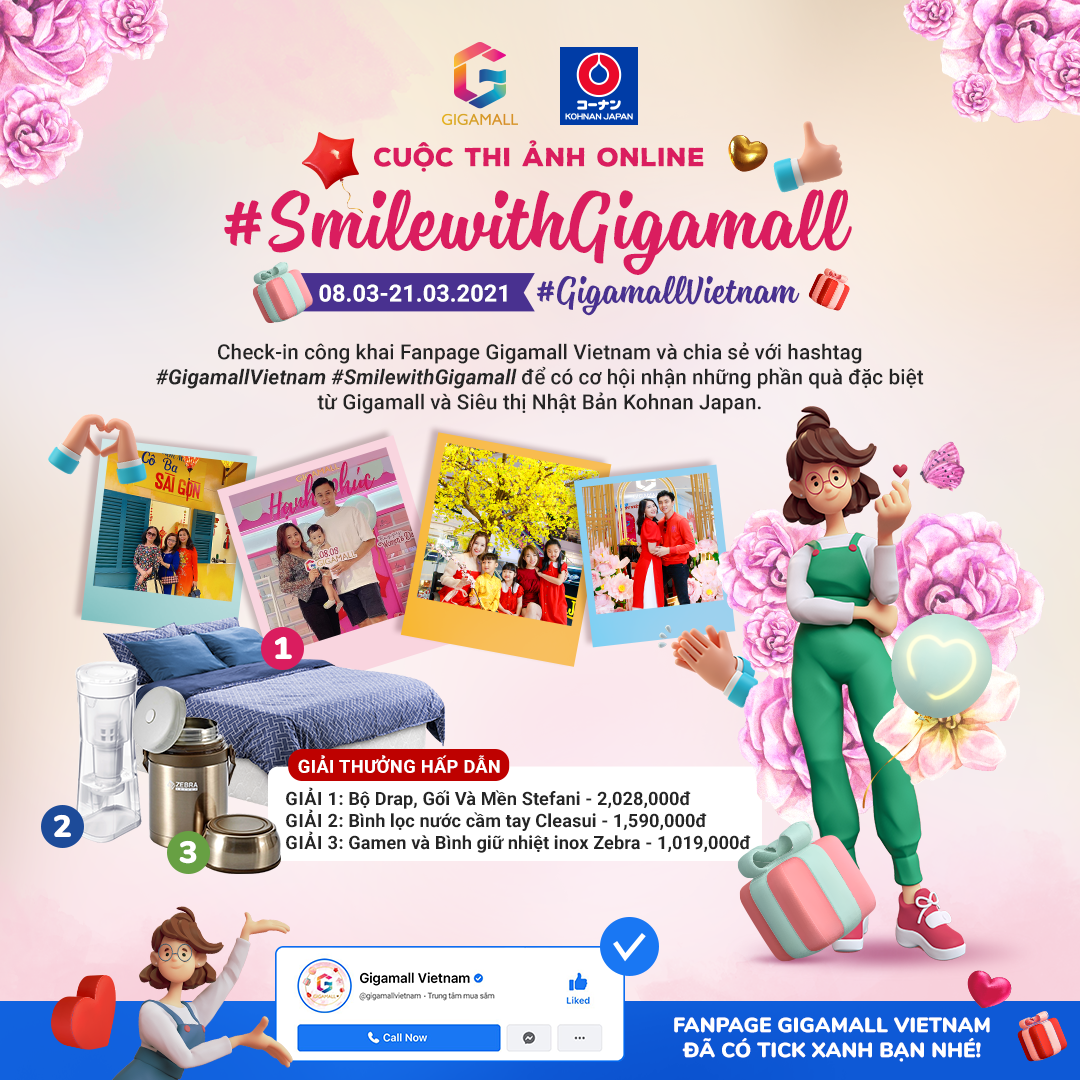 GIGAMALL
コーナン
KOHNAN JAPAN
CUỘC THI ẢNH ONLINE
#SmilewithGigamall
08.03-21.03.2021
#GigamallVietnam
Check-in công khai Fanpage Gigamall Vietnam và chia sẻ với hashtag
#GigamallVietnam #SmilewithGigamall để có cơ hội nhận những phần quà đặc biệt
từ Gigamall và Siêu thị Nhật Bản Kohnan Japan.
Cô Ba
SÀI GÒN
Hạnh phúc
08.03
GIGAMALL
GIGAMALL
1
ZEBRA
2
3
GIẢI THƯỞNG HẤP DẪN
GIẢI 1: Bộ Drap, Gối Và Mền Stefani - 2,028,000đ
GIẢI 2: Bình lọc nước cầm tay Cleasui - 1,590,000đ
GIẢI 3: Gamen và Bình giữ nhiệt inox Zebra - 1,019,000đ
GIGAMALL
Gigamall Vietnam
@gigamallvietnam · Trung tâm mua sắm
Liked
Call Now
FANPAGE GIGAMALL VIETNAM
ĐÃ CÓ TICK XANH BẠN NHÉ!